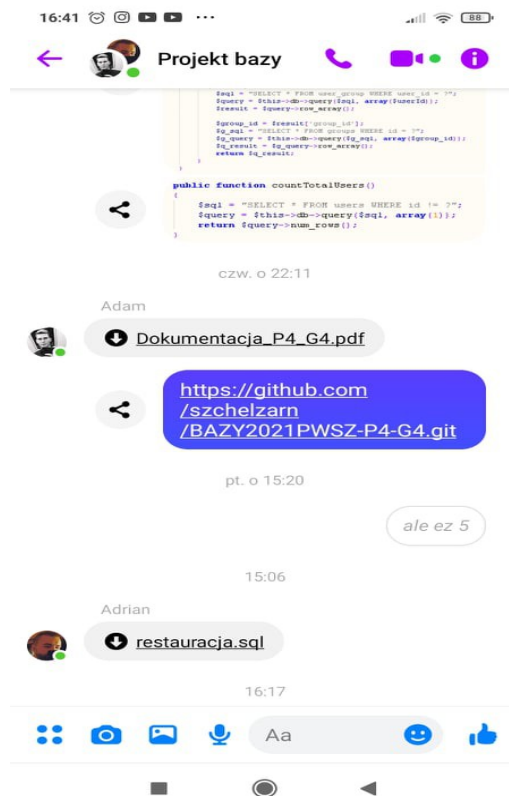 16:41
88
Projekt bazy
$sql = "SELECT * FROM user_group WHERE user_id = ?";
$query = $this->db->query($sql, array($userId));
$result = $query->row_array();
$group_id = $result['group_id'];
$g_sql = "SELECT * FROM groups WHERE id = ?";
$g_query = $this->db->query($g_sql, array($group_id));
$q_result = $g_query->row_array();
return $q_result;
}
}
public function countTotalUsers()
{
$sql = "SELECT * FROM users WHERE id != ?";
$query = $this->db->query($sql, array(1));
return $query->num_rows();
}
czw. o 22:11
Adam
Dokumentacja_P4_G4.pdf
https://github.com
/szchelzarn
/BAZY2021PWSZ-P4-G4.git
pt. o 15:20
ale ez 5
15:06
Adrian
restauracja.sql
16:17
Aa